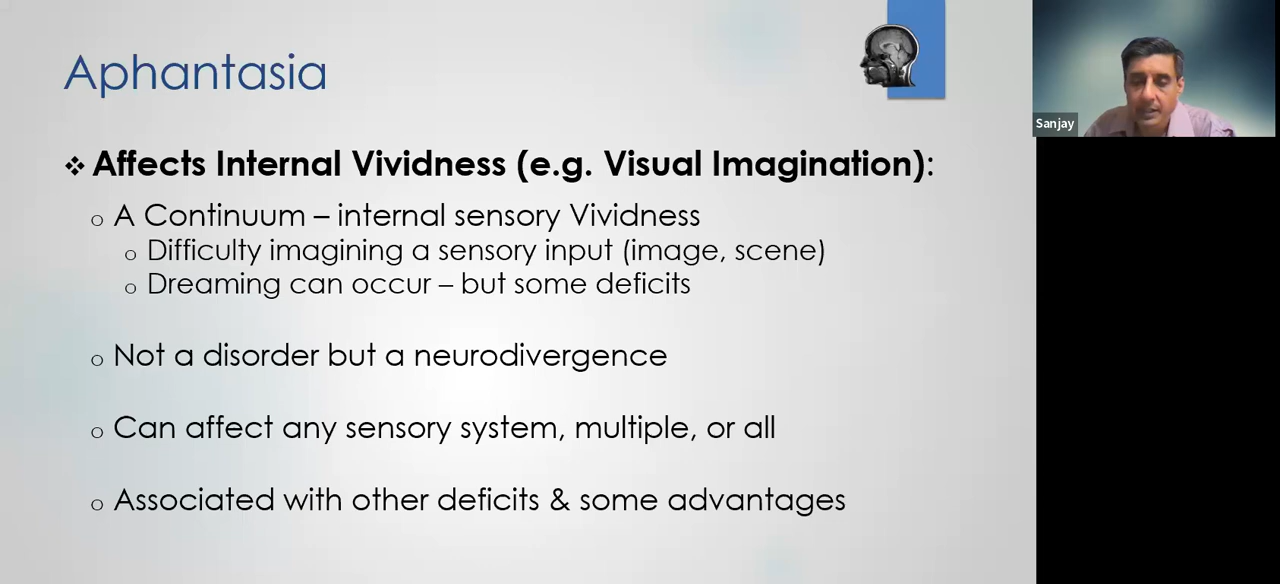 Aphantasia
Sanjay
❖ Affects Internal Vividness (e.g. Visual Imagination):
o A Continuum – internal sensory Vividness
o Difficulty imagining a sensory input (image, scene)
o Dreaming can occur – but some deficits
o Not a disorder but a neurodivergence
o Can affect any sensory system, multiple, or all
o Associated with other deficits & some advantages